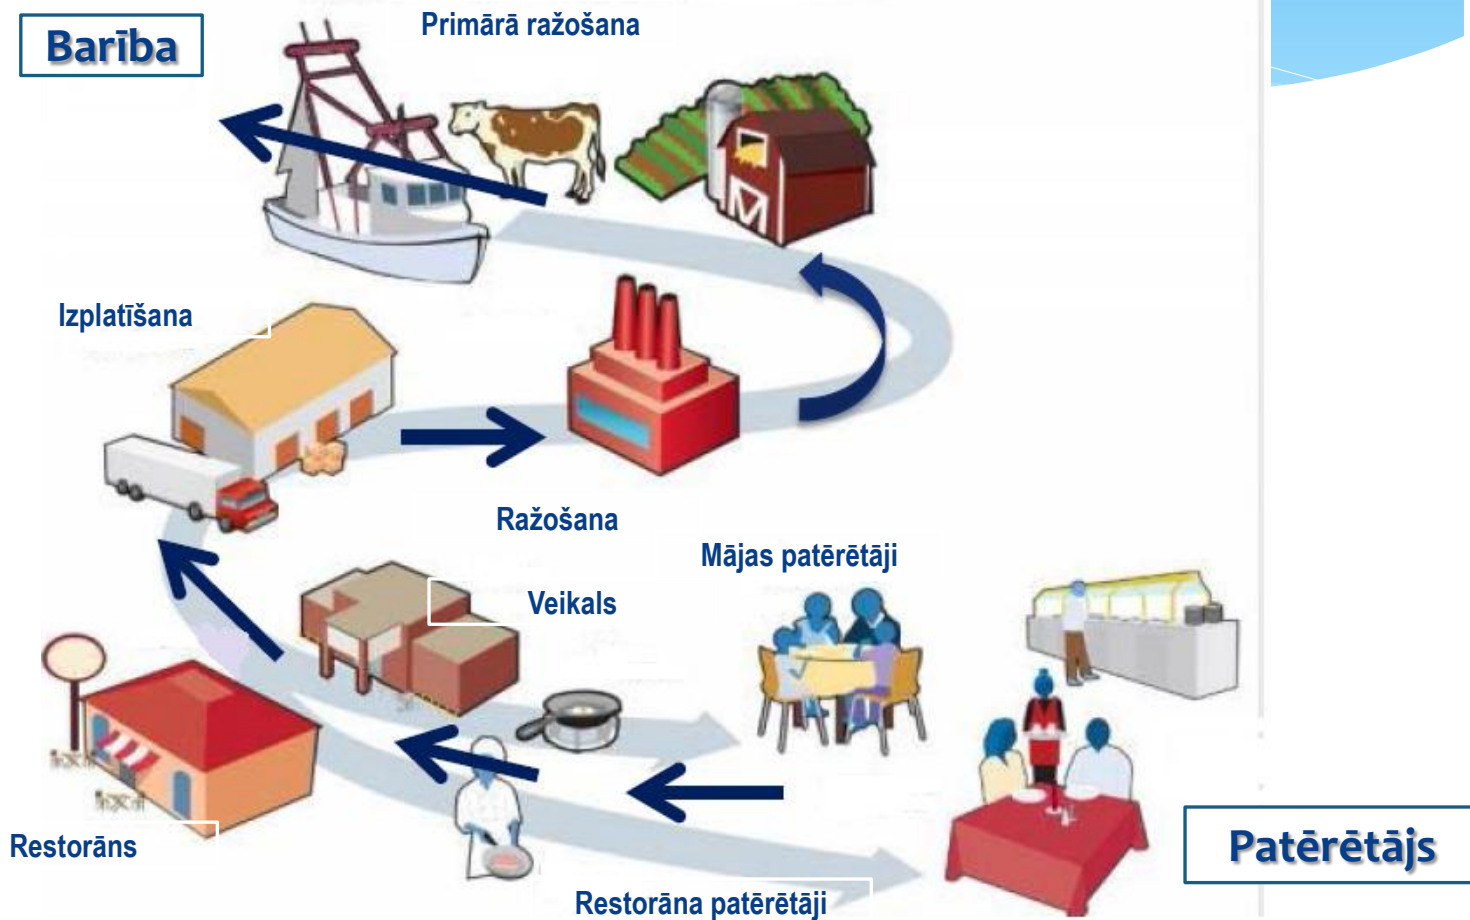 Primārā ražošana
Barība
Izplatīšana
Ražošana
Mājas patērētāji
Veikals
Restorāns
Patērētājs
Restorāna patērētāji